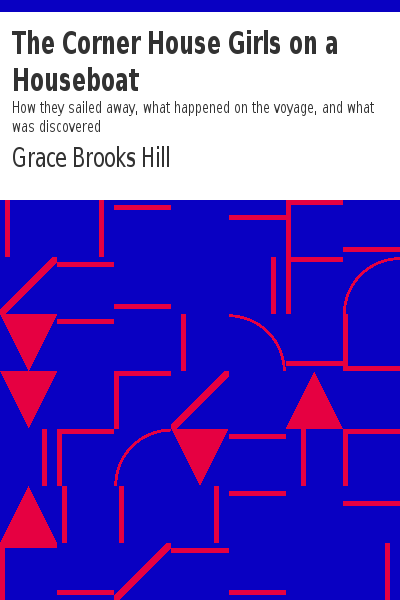 The Corner House Girls on a
Houseboat
How they sailed away, what happened on the voyage, and what
was discovered
Grace Brooks Hill